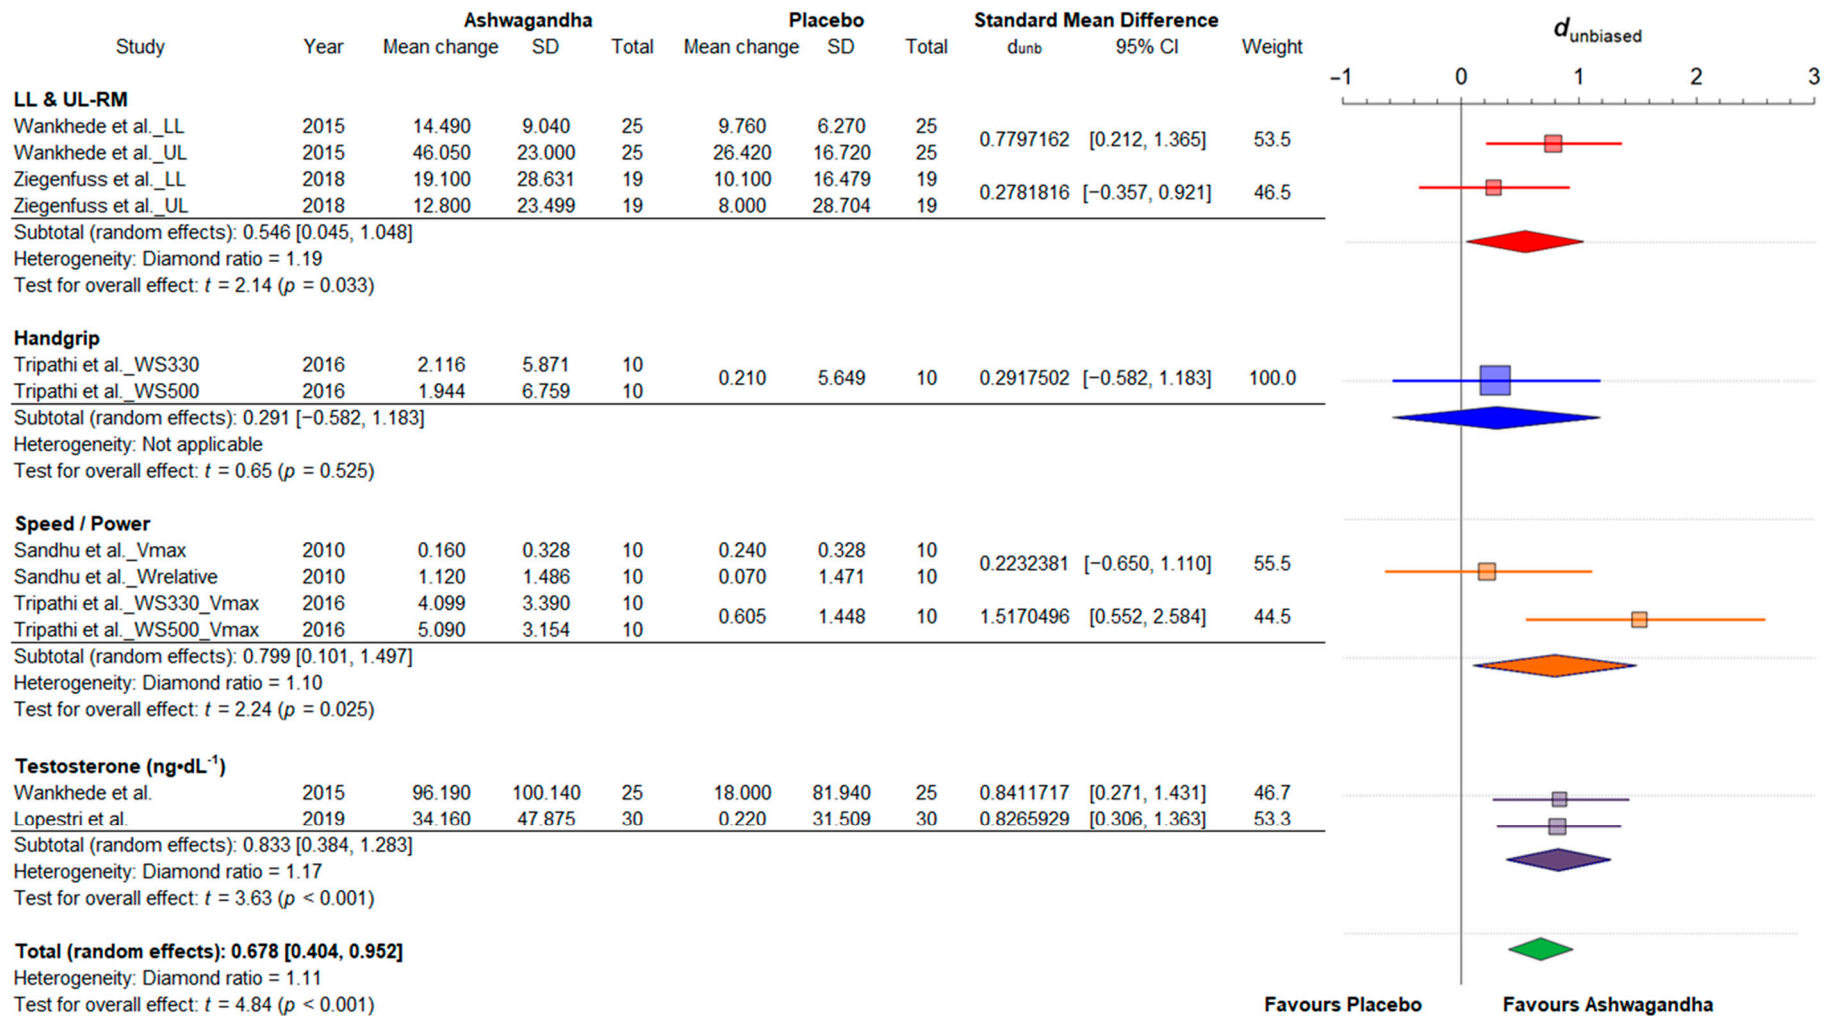 Ashwagandha Placebo Standard Mean Difference
Study Year Mean change SD Total Mean change SD Total dunb 95% CI Weight
dunbiased
−1 0 1 2 3
LL & UL-RM
Wankhede et al._LL 2015 14.490 9.040 25 9.760 6.270 25
0.7797162 [0.212, 1.365] 53.5
Wankhede et al._UL 2015 46.050 23.000 25 26.420 16.720 25
Ziegenfuss et al._LL 2018 19.100 28.631 19 10.100 16.479 19
0.2781816 [−0.357, 0.921] 46.5
Ziegenfuss et al._UL 2018 12.800 23.499 19 8.000 28.704 19
Subtotal (random effects): 0.546 [0.045, 1.048]
Heterogeneity: Diamond ratio = 1.19
Test for overall effect: t = 2.14 (p = 0.033)
Handgrip
Tripathi et al._WS330 2016 2.116 5.871 10
0.210 5.649 10 0.2917502 [−0.582, 1.183] 100.0
Tripathi et al._WS500 2016 1.944 6.759 10
Subtotal (random effects): 0.291 [−0.582, 1.183]
Heterogeneity: Not applicable
Test for overall effect: t = 0.65 (p = 0.525)
Speed / Power
Sandhu et al._Vmax 2010 0.160 0.328 10 0.240 0.328 10
0.2232381 [−0.650, 1.110] 55.5
Sandhu et al._Wrelative 2010 1.120 1.486 10 0.070 1.471 10
Tripathi et al._WS330_Vmax 2016 4.099 3.390 10
0.605 1.448 10 1.5170496 [0.552, 2.584] 44.5
Tripathi et al._WS500_Vmax 2016 5.090 3.154 10
Subtotal (random effects): 0.799 [0.101, 1.497]
Heterogeneity: Diamond ratio = 1.10
Test for overall effect: t = 2.24 (p = 0.025)
Testosterone (ng•dL⁻¹)
Wankhede et al. 2015 96.190 100.140 25 18.000 81.940 25 0.8411717 [0.271, 1.431] 46.7
Lopestri et al. 2019 34.160 47.875 30 0.220 31.509 30 0.8265929 [0.306, 1.363] 53.3
Subtotal (random effects): 0.833 [0.384, 1.283]
Heterogeneity: Diamond ratio = 1.17
Test for overall effect: t = 3.63 (p < 0.001)
Total (random effects): 0.678 [0.404, 0.952]
Heterogeneity: Diamond ratio = 1.11
Test for overall effect: t = 4.84 (p < 0.001)
Favours Placebo Favours Ashwagandha